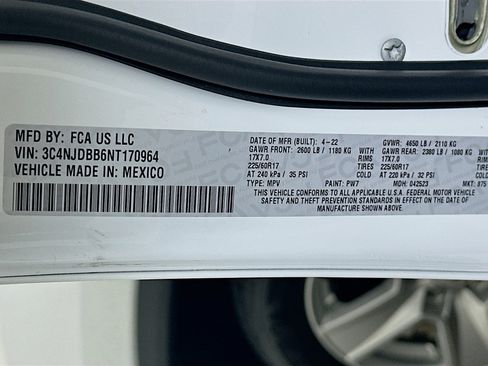 MFD BY: FCA US LLC
VIN: 3C4NJDBB6NT170964
VEHICLE MADE IN: MEXICO
DATE OF MFR (BUILT): 4-22 GVWR: 4650 LB / 2110 KG
GAWR FRONT: 2600 LB / 1180 KG GAWR REAR: 2380 LB / 1080 KG
17X7.0 RIMS 17X7.0
225/60R17 TIRES 225/60R17
AT 240 kPa / 35 PSI AT 220 kPa / 32 PSI
TYPE: MPV PAINT: PW7 MDH: 042523 MKT: 875
THIS VEHICLE CONFORMS TO ALL APPLICABLE U.S.A. FEDERAL MOTOR VEHICLE
SAFETY AND THEFT PREVENTION STANDARDS IN EFFECT ON THE DATE OF
MANUFACTURE SHOWN ABOVE.